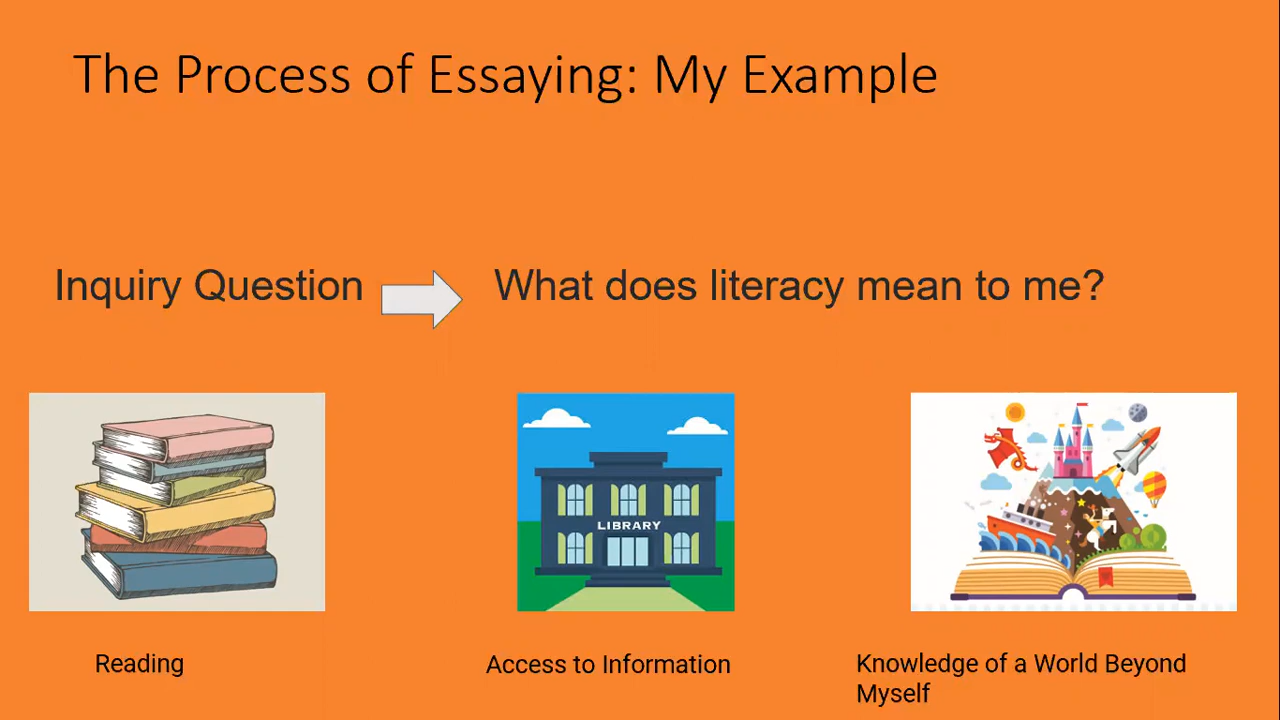 The Process of Essaying: My Example
Inquiry Question
What does literacy mean to me?
LIBRARY
Reading
Access to Information
Knowledge of a World Beyond
Myself